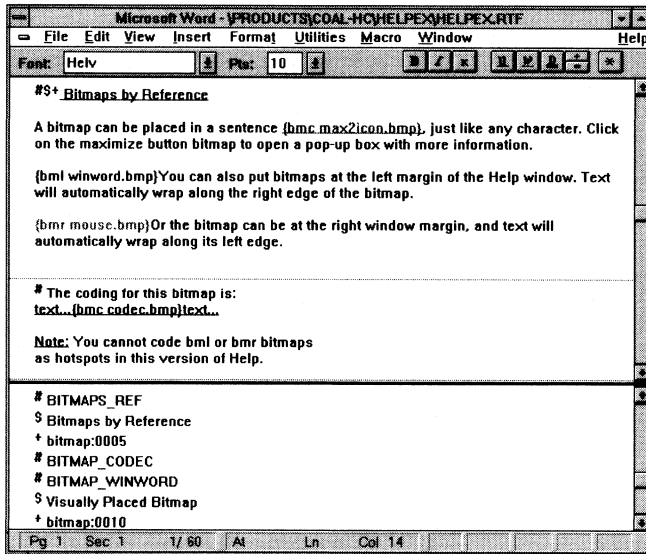 Microsoft Word - \PRODUCTS\COAL-HC\HELPEX\HELPEX.RTF
File Edit View Insert Format Utilities Macro Window Help
Font: Helv Pts: 10 B I K U W D + - *
#$+ Bitmaps by Reference
A bitmap can be placed in a sentence {bmc max2icon.bmp}, just like any character. Click
on the maximize button bitmap to open a pop-up box with more information.
{bml winword.bmp}You can also put bitmaps at the left margin of the Help window. Text
will automatically wrap along the right edge of the bitmap.
{bmr mouse.bmp}Or the bitmap can be at the right window margin, and text will
automatically wrap along its left edge.
# The coding for this bitmap is:
text...{bmc codec.bmp}text...
Note: You cannot code bml or bmr bitmaps
as hotspots in this version of Help.
# BITMAPS_REF
$ Bitmaps by Reference
+ bitmap:0005
# BITMAP_CODEC
# BITMAP_WINWORD
$ Visually Placed Bitmap
+ bitmap:0010
Pg 1 Sec 1 1/ 60 At Ln Col 14